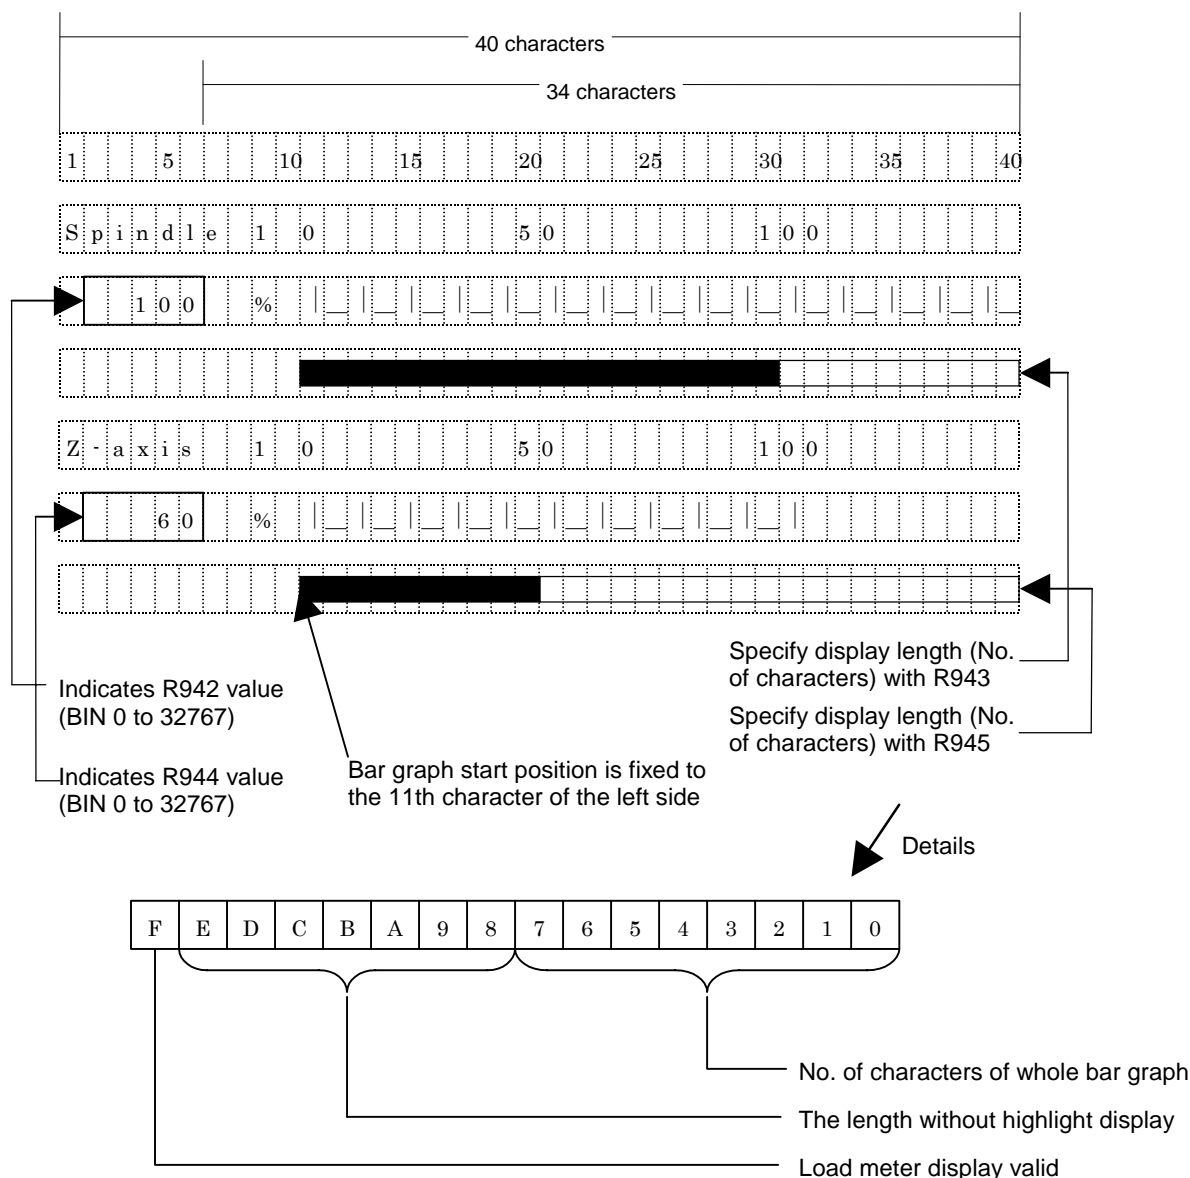 40 characters
34 characters
1 5 10 15 20 25 30 35 40
Spindle 1 0 50 100
100 %
Z-axis 1 0 50 100
60 %
Specify display length (No.
of characters) with R943
Indicates R942 value
(BIN 0 to 32767)
Specify display length (No.
of characters) with R945
Indicates R944 value
(BIN 0 to 32767)
Bar graph start position is fixed to
the 11th character of the left side
Details
F E D C B A 9 8 7 6 5 4 3 2 1 0
No. of characters of whole bar graph
The length without highlight display
Load meter display valid